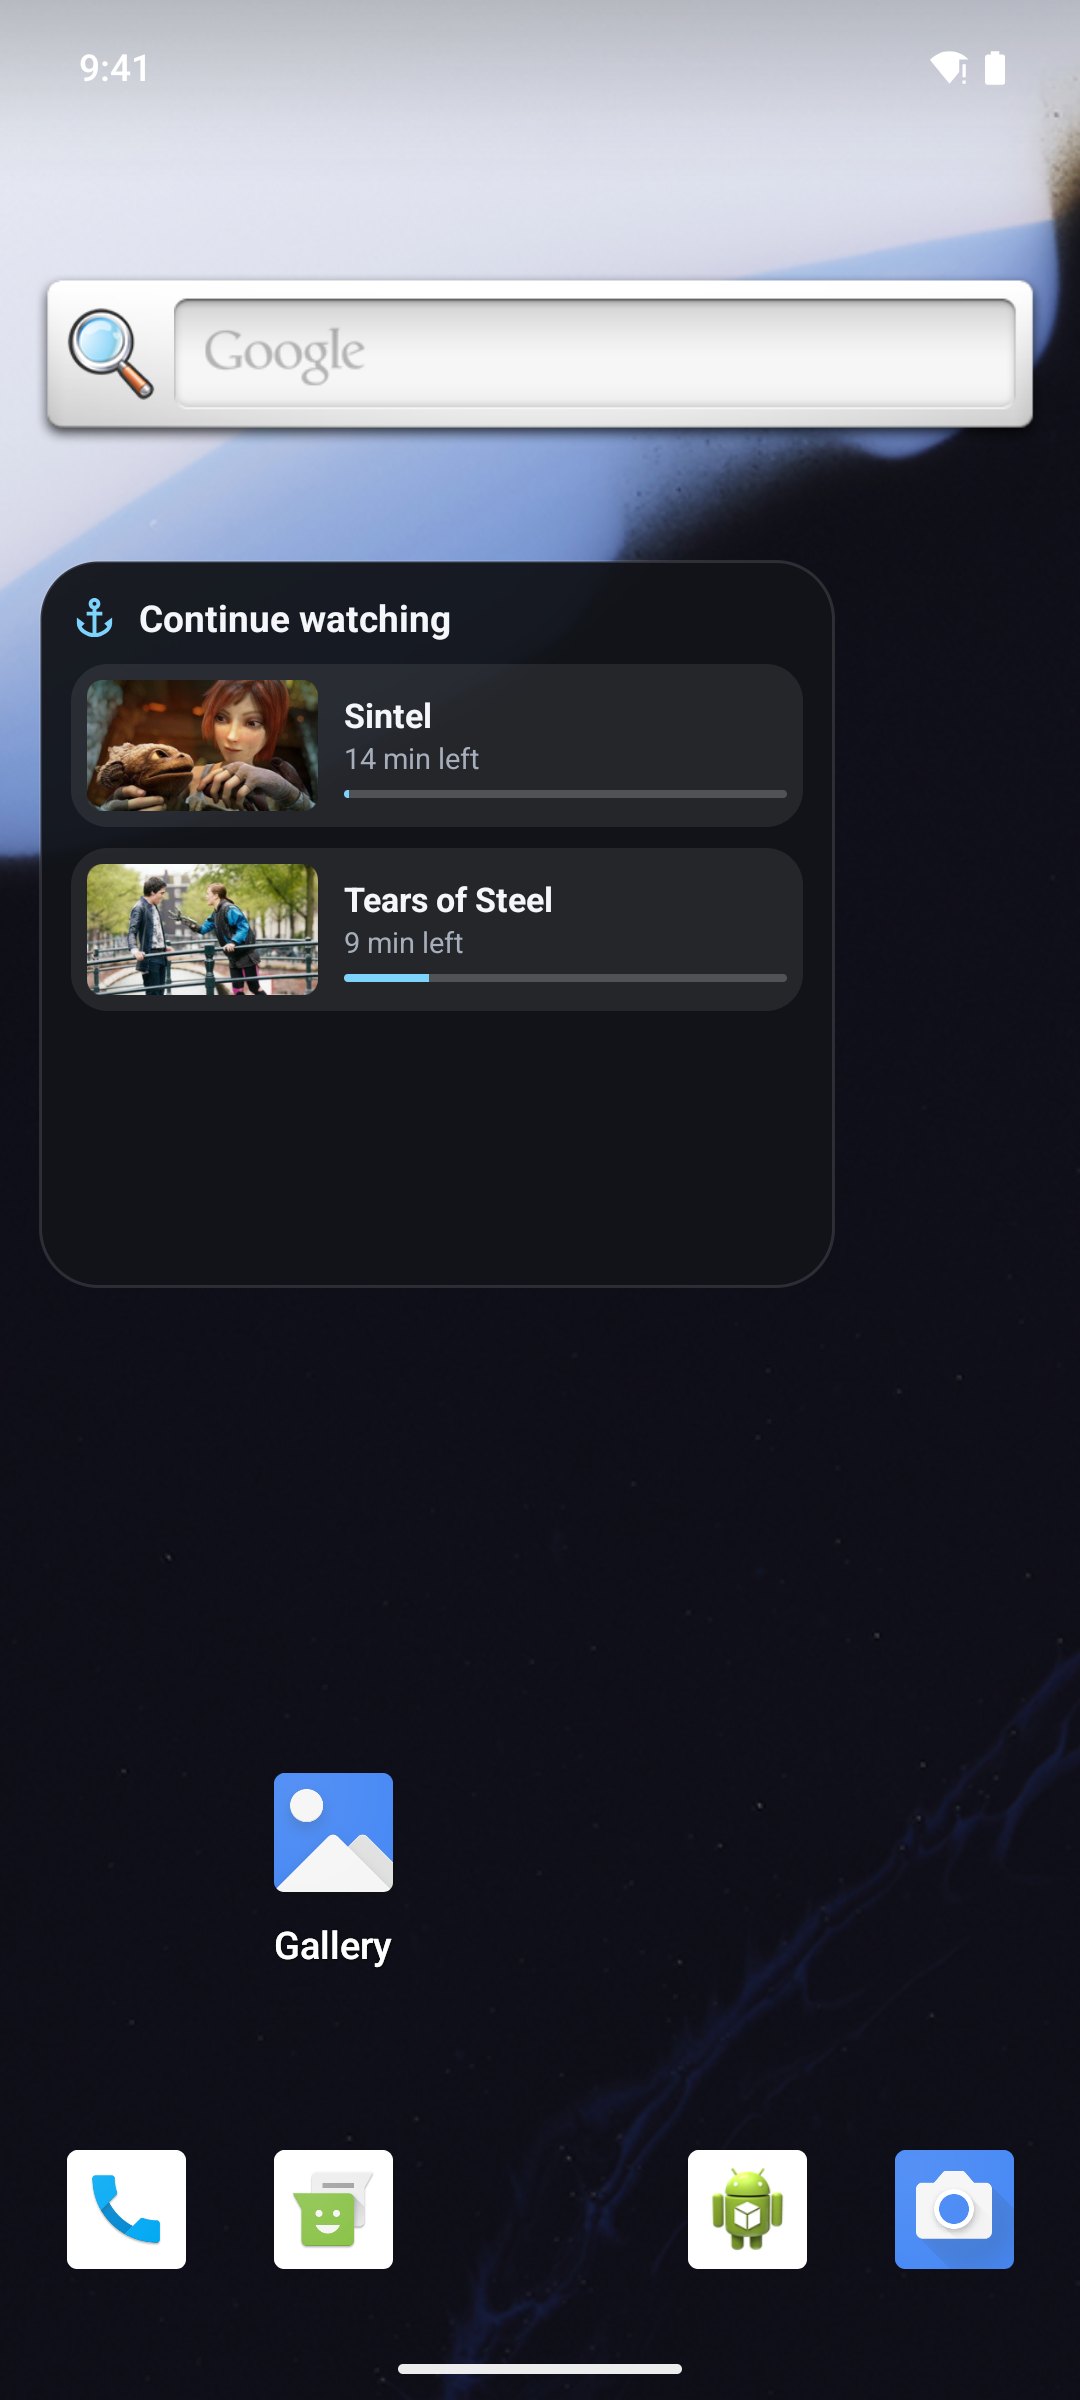 9:41
Google
Continue watching
Sintel
14 min left
Tears of Steel
9 min left
Gallery